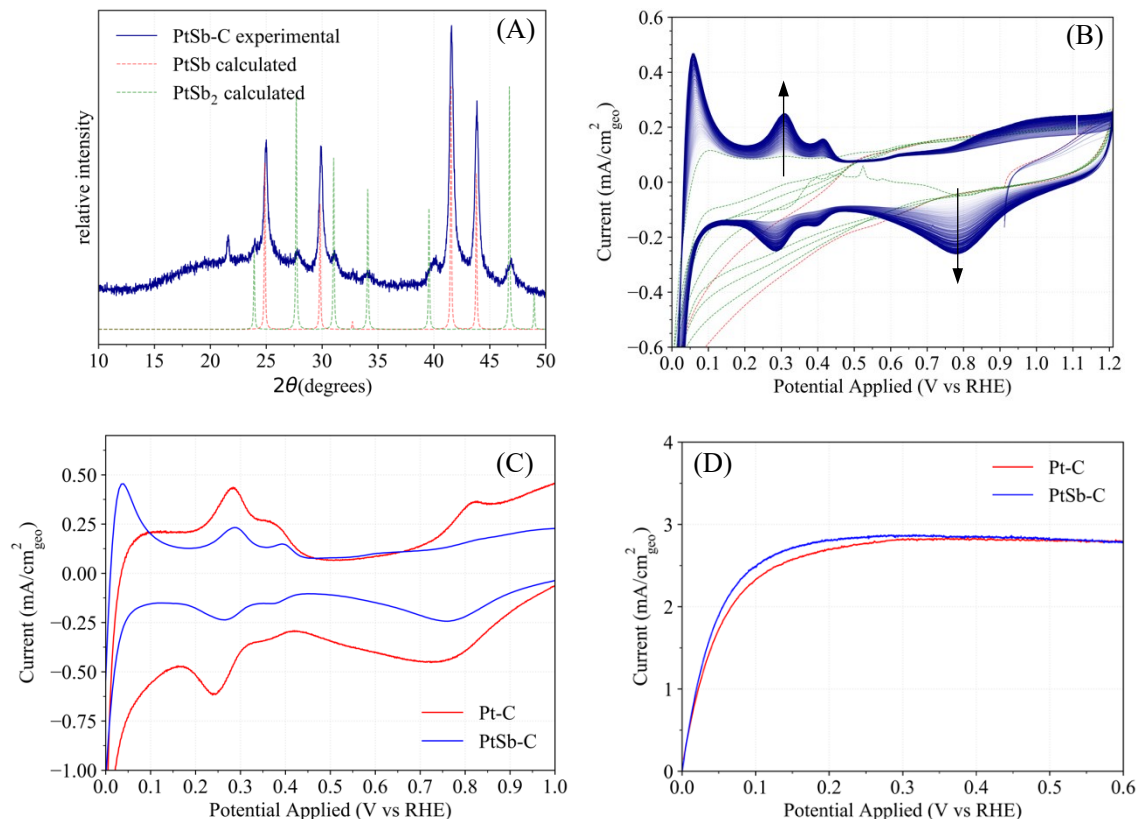 (A)
PtSb-C experimental
PtSb calculated
PtSb₂ calculated
relative intensity
10 15 20 25 30 35 40 45 50
2θ(degrees)
(B)
0.6
0.4
0.2
0.0
−0.2
−0.4
−0.6
Current (mA/cm²geo)
0.0 0.1 0.2 0.3 0.4 0.5 0.6 0.7 0.8 0.9 1.0 1.1 1.2
Potential Applied (V vs RHE)
(C)
0.50
0.25
0.00
−0.25
−0.50
−0.75
−1.00
Current (mA/cm²geo)
Pt-C
PtSb-C
0.0 0.1 0.2 0.3 0.4 0.5 0.6 0.7 0.8 0.9 1.0
Potential Applied (V vs RHE)
(D)
Pt-C
PtSb-C
4
3
2
1
0
Current (mA/cm²geo)
0.0 0.1 0.2 0.3 0.4 0.5 0.6
Potential Applied (V vs RHE)